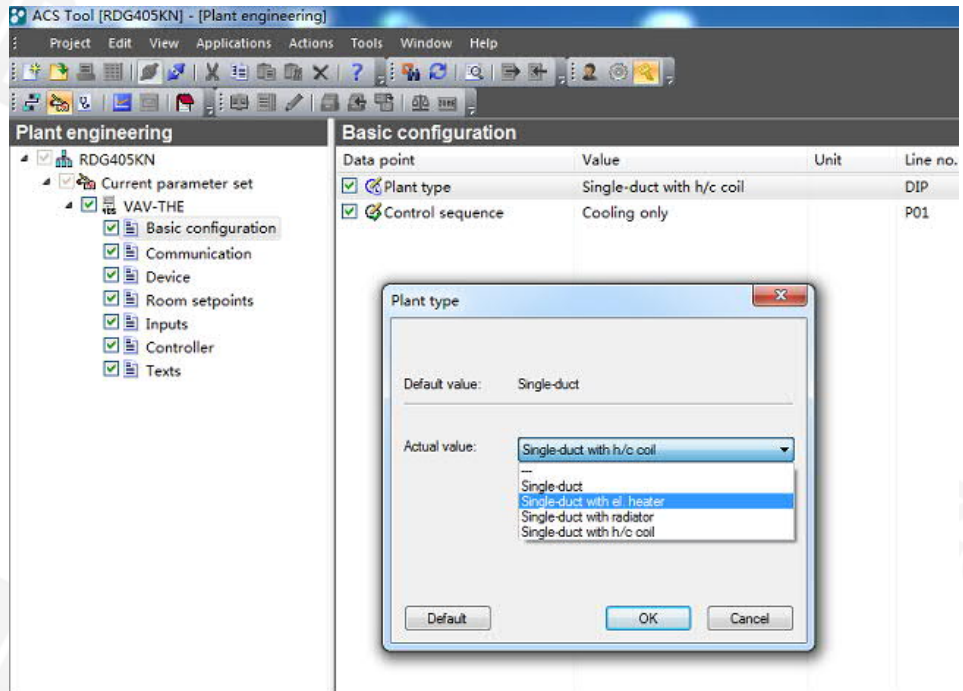 ACS Tool [RDG405KN] - [Plant engineering]
Project Edit View Applications Actions Tools Window Help
Plant engineering
Basic configuration
RDG405KN
Current parameter set
VAV-THE
Basic configuration
Communication
Device
Room setpoints
Inputs
Controller
Texts
Data point Value Unit Line no.
Plant type Single-duct with h/c coil DIP
Control sequence Cooling only P01
Plant type
Default value: Single-duct
Actual value: Single-duct with h/c coil
---
Single-duct
Single-duct with el. heater
Single-duct with radiator
Single-duct with h/c coil
Default OK Cancel